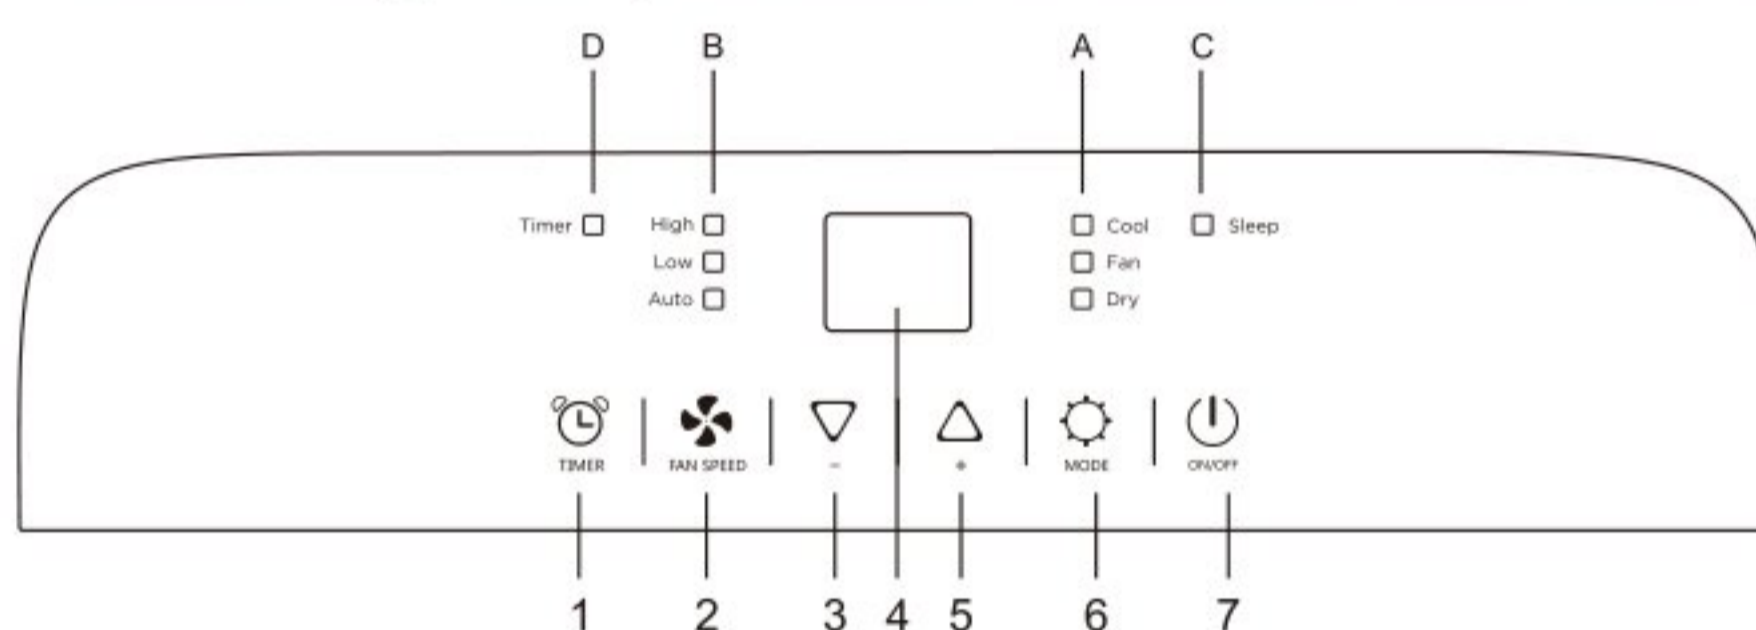 D B A C
Timer High Cool Sleep
Low Fan
Auto Dry
TIMER FAN SPEED - + MODE ON/OFF
1 2 3 4 5 6 7